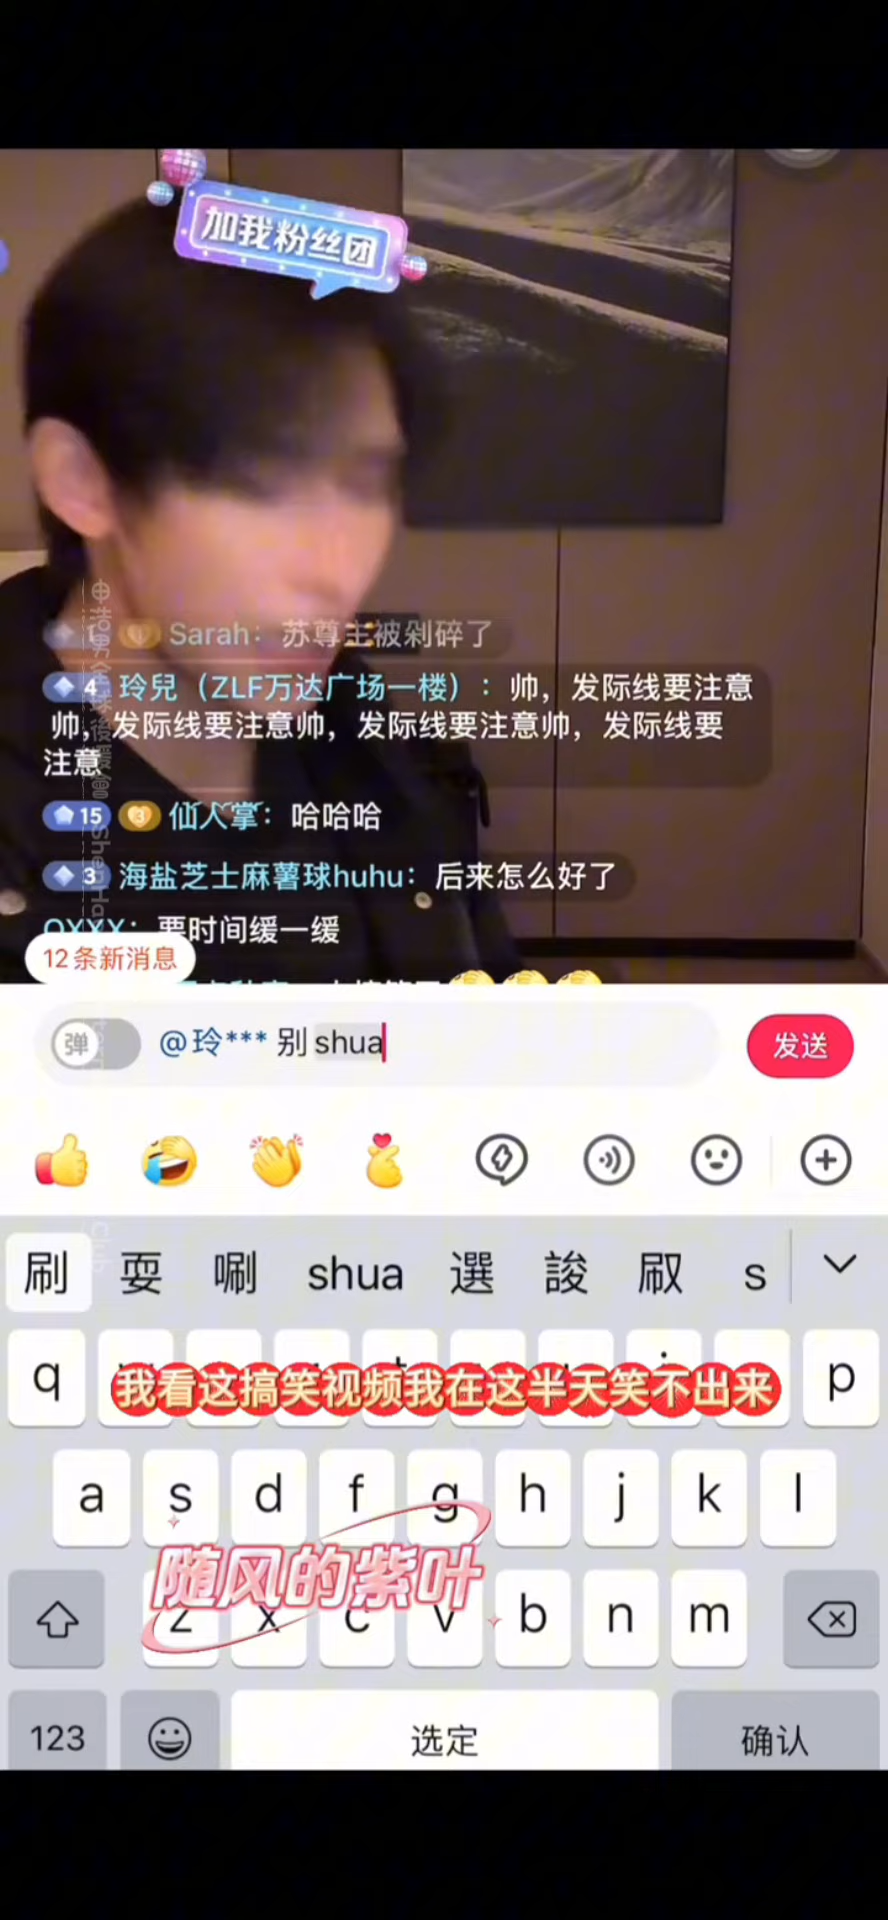 加我粉丝团
1 Sarah： 苏尊主被剁碎了
4 玲兒（ZLF万达广场一楼）：帅，发际线要注意
帅，发际线要注意帅，发际线要注意帅，发际线要
注意
15 3 仙人掌： 哈哈哈
3 海盐芝士麻薯球huhu：后来怎么好了
OXXX：要时间缓一缓
12条新消息
弹 @玲*** 别 shua 发送
刷 耍 唰 shua 選 誜 㕞 s
q p
我看这搞笑视频我在这半天笑不出来
a s d f g h j k l
随风的紫叶
z x c v b n m
123 选定 确认